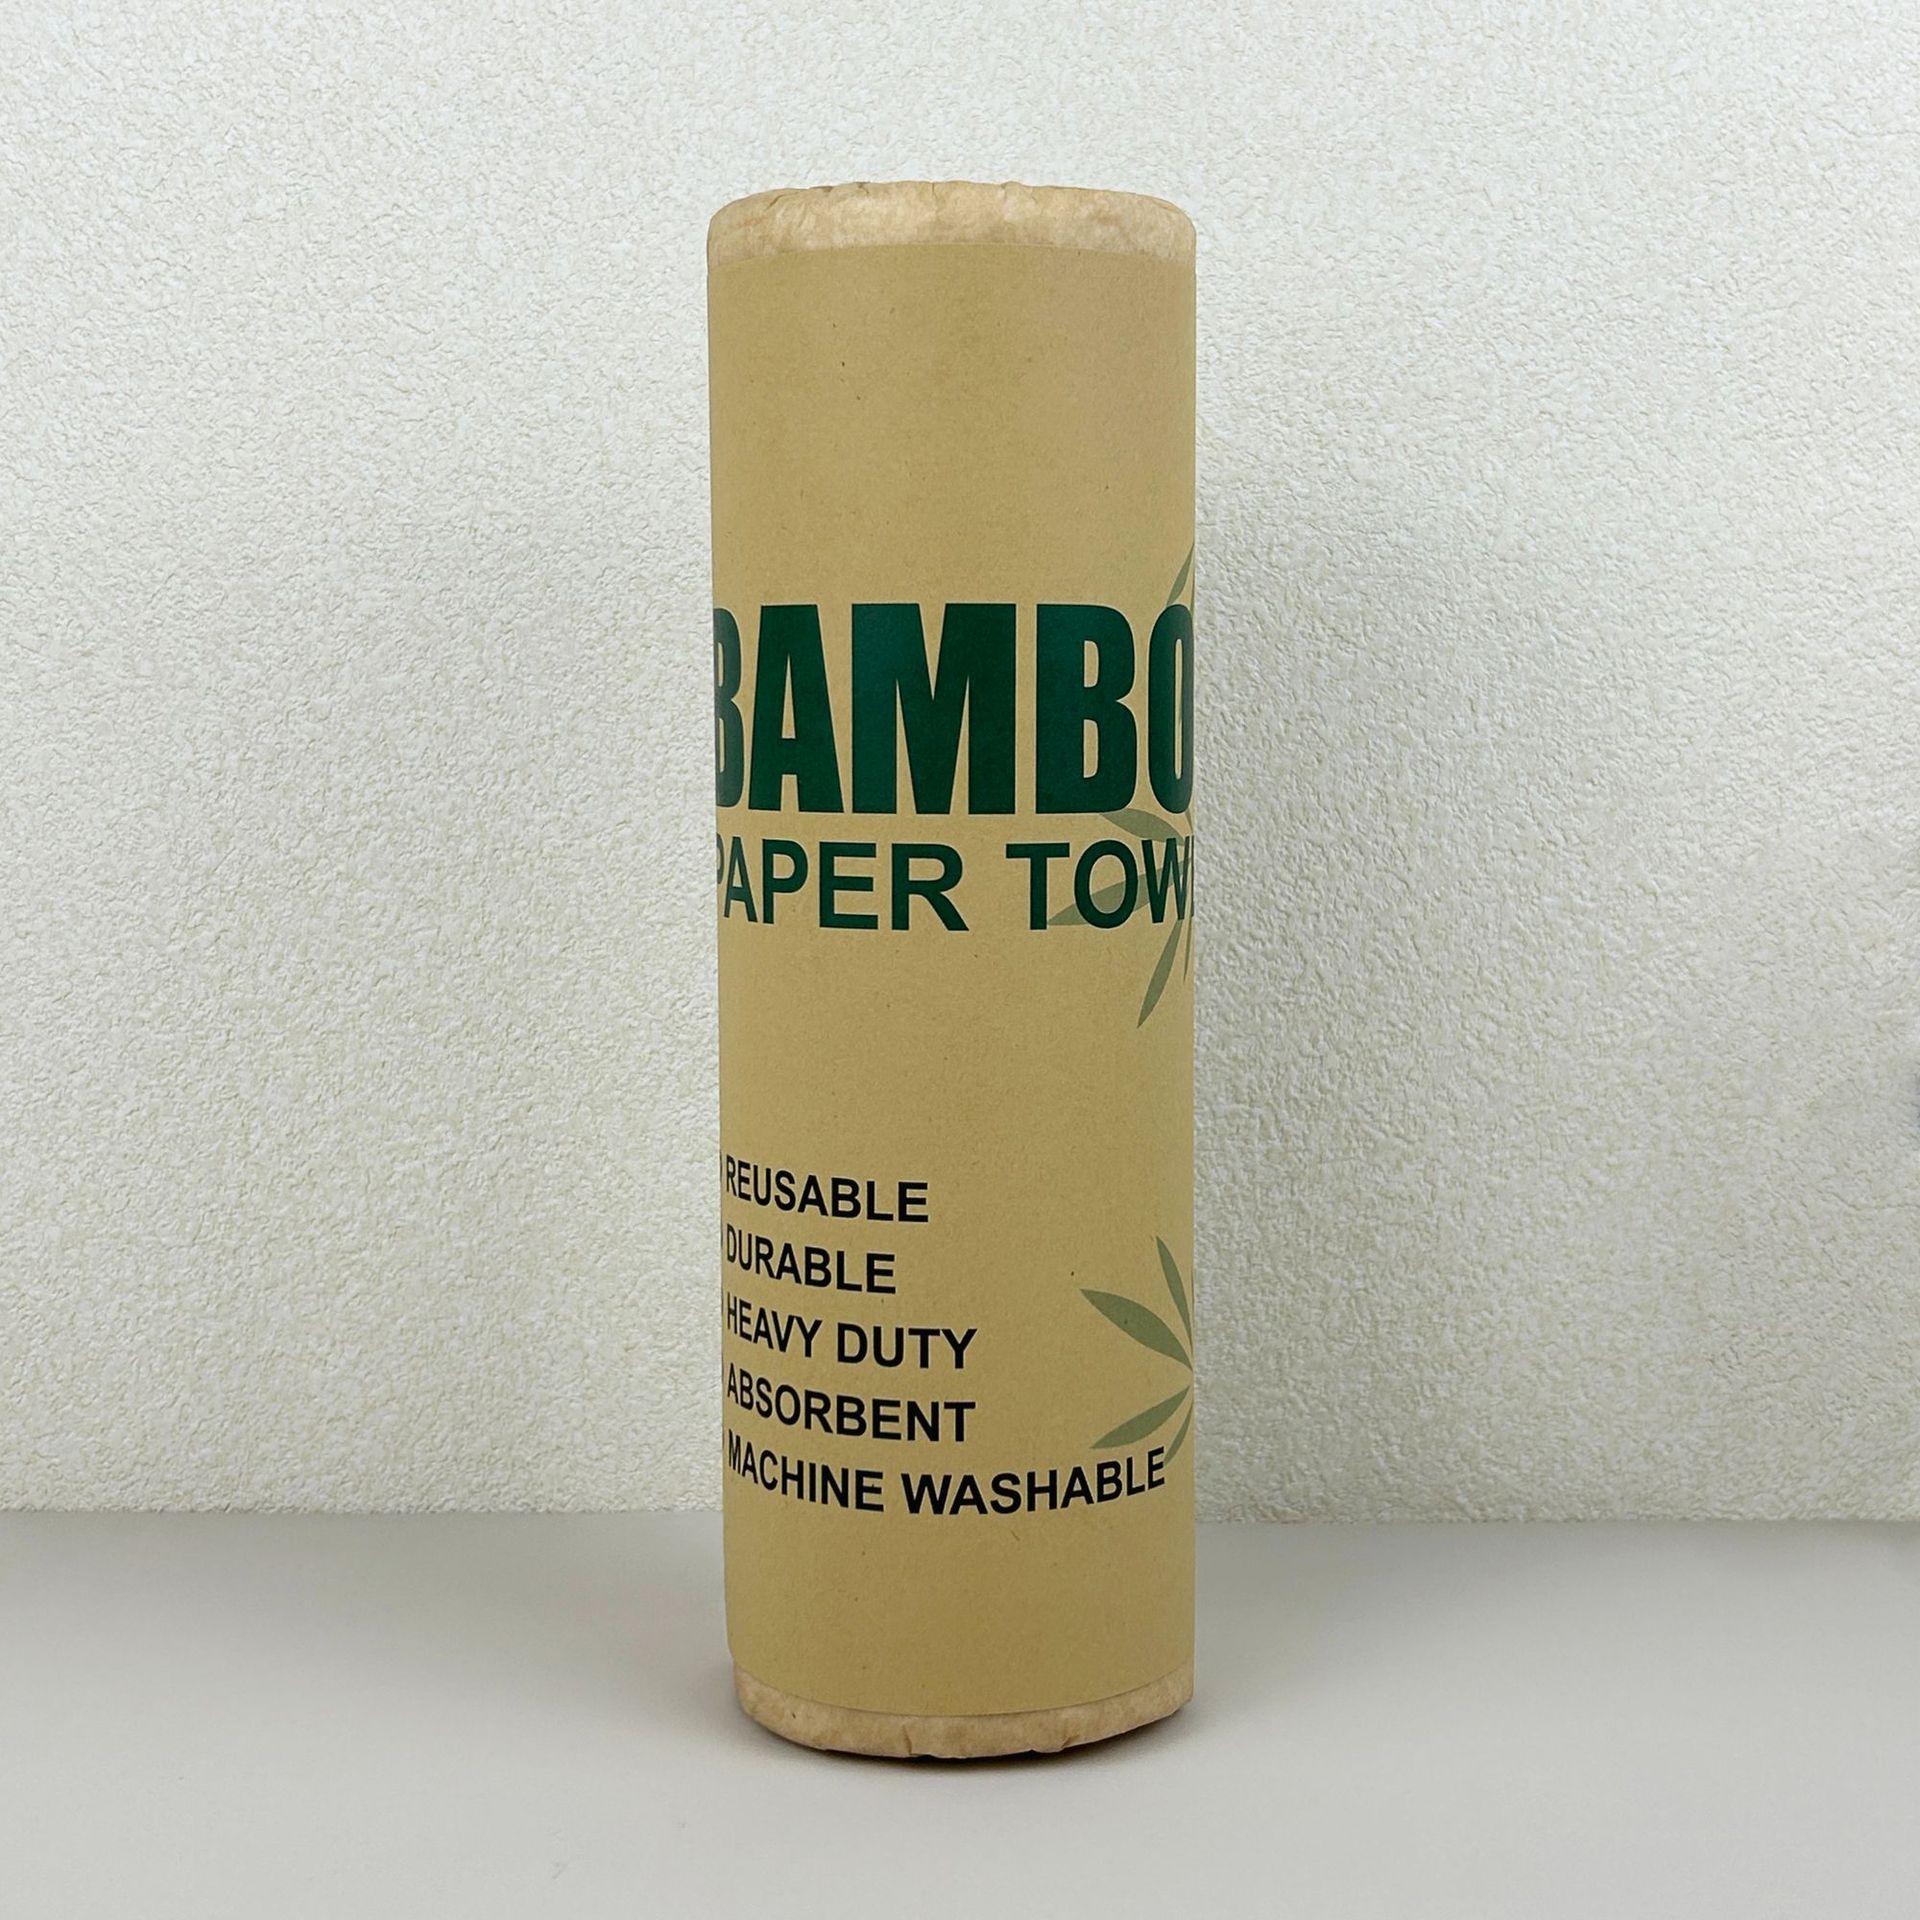 BAMBO
PAPER TOW
REUSABLE
DURABLE
HEAVY DUTY
ABSORBENT
MACHINE WASHABLE